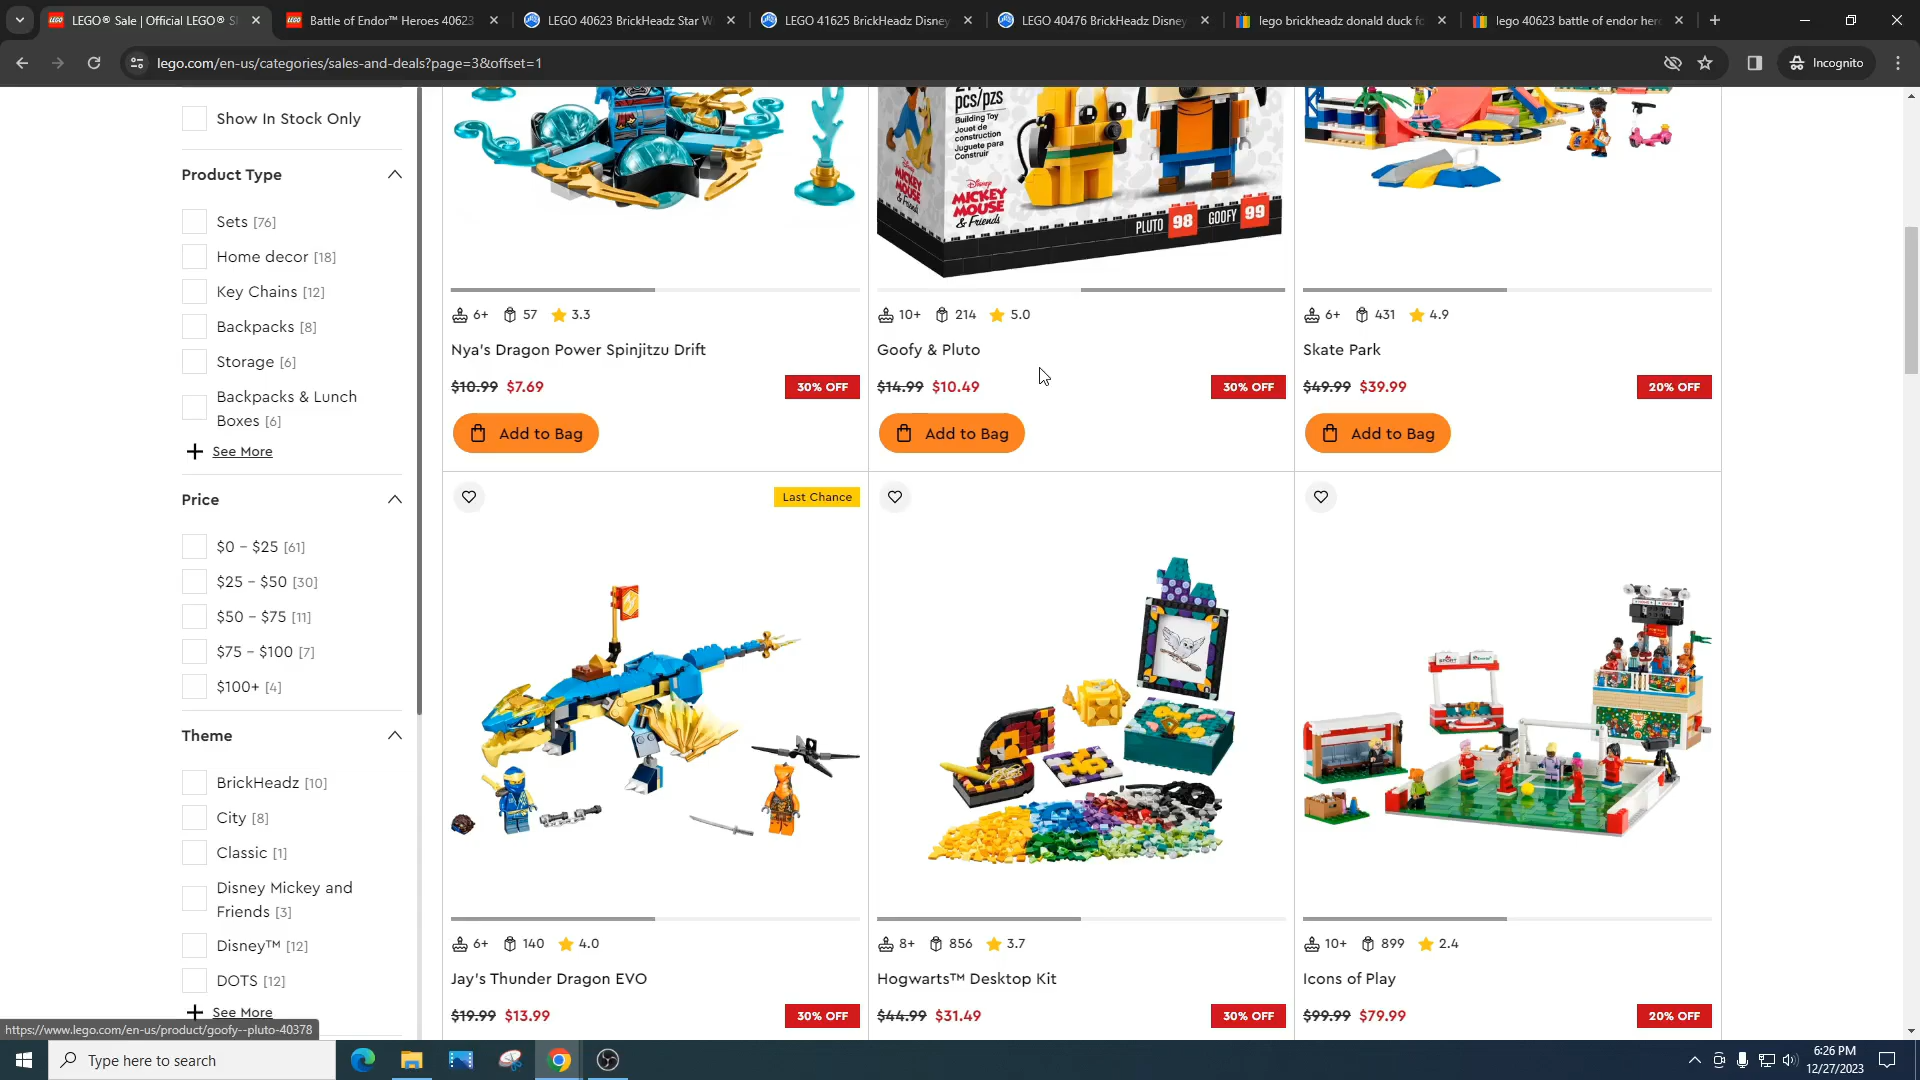 LEGO® Sale | Official LEGO® S
Battle of Endor™ Heroes 40623
LEGO 40623 BrickHeadz Star W
LEGO 41625 BrickHeadz Disney
LEGO 40476 BrickHeadz Disney
lego brickheadz donald duck fo
lego 40623 battle of endor hero
lego.com/en-us/categories/sales-and-deals?page=3&offset=1
Incognito
Show In Stock Only
Product Type
Sets [76]
Home decor [18]
Key Chains [12]
Backpacks [8]
Storage [6]
Backpacks & Lunch
Boxes [6]
See More
Price
$0 – $25 [61]
$25 – $50 [30]
$50 – $75 [11]
$75 – $100 [7]
$100+ [4]
Theme
BrickHeadz [10]
City [8]
Classic [1]
Disney Mickey and
Friends [3]
Disney™ [12]
DOTS [12]
See More
pcs/pzs
Building Toy
Jouet de
construction
Juguete para
Construir
Disney
MICKEY
MOUSE
& Friends
PLUTO 98 GOOFY 99
6+ 57 3.3
Nya's Dragon Power Spinjitzu Drift
$10.99 $7.69 30% OFF
Add to Bag
10+ 214 5.0
Goofy & Pluto
$14.99 $10.49 30% OFF
Add to Bag
6+ 431 4.9
Skate Park
$49.99 $39.99 20% OFF
Add to Bag
Last Chance
6+ 140 4.0
Jay's Thunder Dragon EVO
$19.99 $13.99 30% OFF
8+ 856 3.7
Hogwarts™ Desktop Kit
$44.99 $31.49 30% OFF
10+ 899 2.4
Icons of Play
$99.99 $79.99 20% OFF
https://www.lego.com/en-us/product/goofy--pluto-40378
Type here to search
6:26 PM
12/27/2023